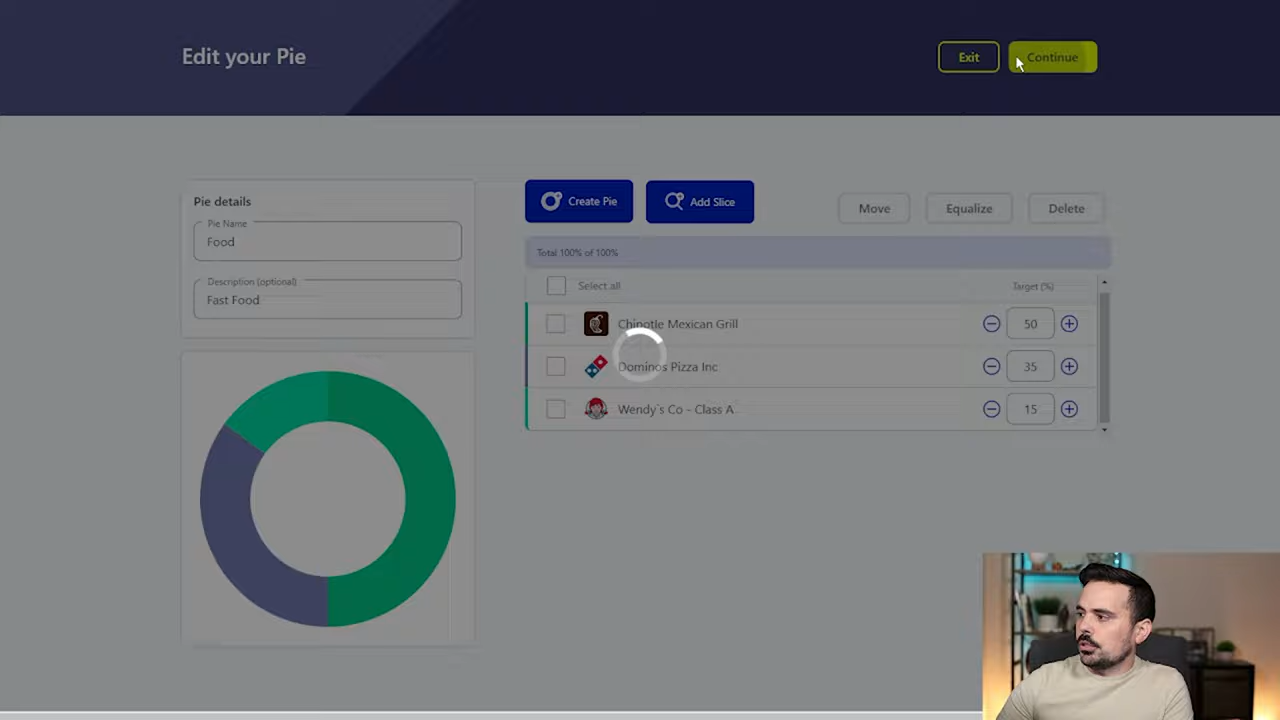 Edit your Pie
Exit
Continue
Pie details
Pie Name
Food
Description (optional)
Fast Food
Create Pie
Add Slice
Move
Equalize
Delete
Total 100% of 100%
Select all
Target (%)
Chipotle Mexican Grill
50
Dominos Pizza Inc
35
Wendy`s Co - Class A
15